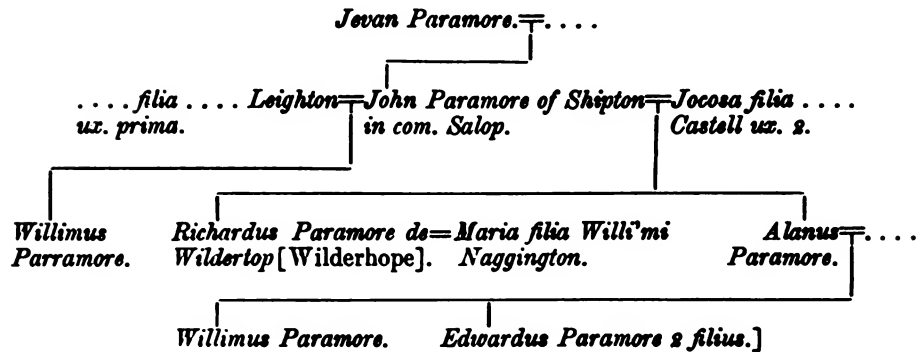 Jevan Paramore. = . . . .
. . . . filia . . . . Leighton = John Paramore of Shipton = Jocosa filia . . . .
ux. prima. in com. Salop. Castell ux. 2.
Willimus Richardus Paramore de = Maria filia Willi'mi Alanus = . . . .
Parramore. Wildertop [Wilderhope]. Naggington. Paramore.
Willimus Paramore. Edwardus Paramore 2 filius.]